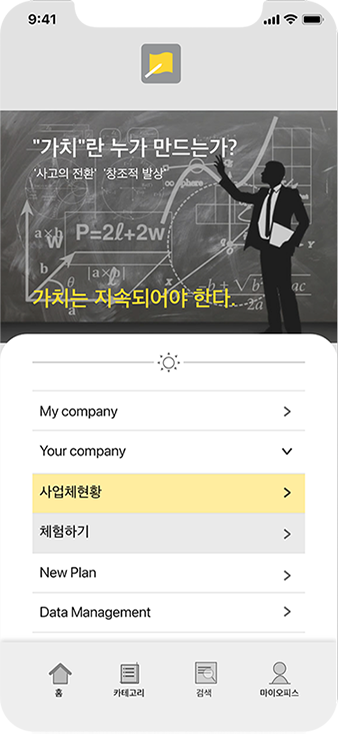 9:41
"가치"란 누가 만드는가?
'사고의 전환' '창조적 발상'
∞ sphere
a×b
w
P=2ℓ+2w
|a×b|
b
θ
a
x
Y
가치는 지속되어야 한다.
2a
My company
Your company
사업체현황
체험하기
New Plan
Data Management
홈 카테고리 검색 마이오피스